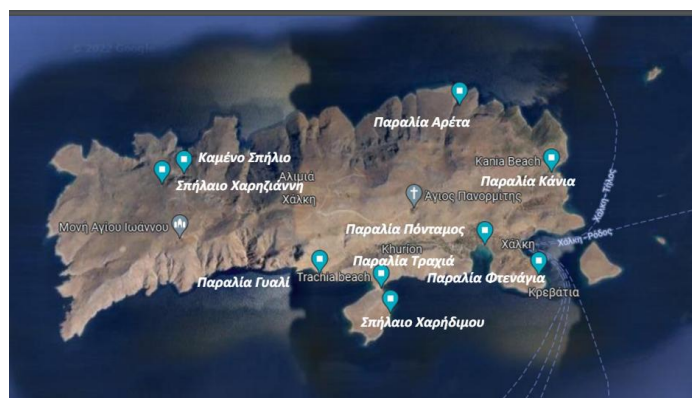 © 2022 Google
Παραλία Αρέτα
Καμένο Σπήλιο
Kania Beach
Αλιμιά
Σπήλαιο Χαρηζιάννη
Παραλία Κάνια
Χάλκη
Άγιος Πανορμίτης
Χάλκη - Τήλος
Μονή Αγίου Ιωάννου
Παραλία Πόνταμος
Χάλκη - Ρόδος
Χάλκη
Khurion
Παραλία Τραχιά
Παραλία Γυαλί
Trachia beach
Παραλία Φτενάγια
Κρεβάτια
Σπήλαιο Χαρήδιμου